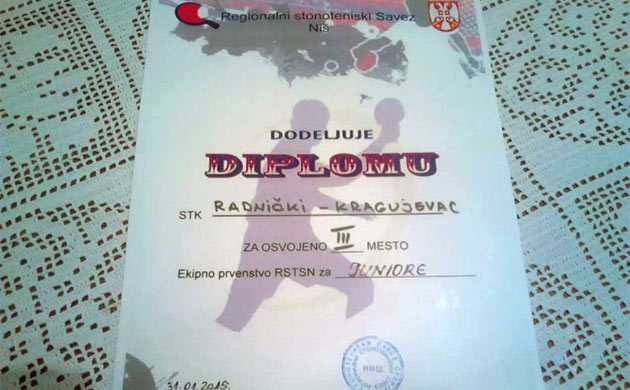 Regionalni stonoteniski Savez
Niš
DODELJUJE
DIPLOMU
STK RADNIČKI - KRAGUJEVAC
ZA OSVOJENO III MESTO
Ekipno prvenstvo RSTSN za JUNIORE
31.01.2015.
НИШ